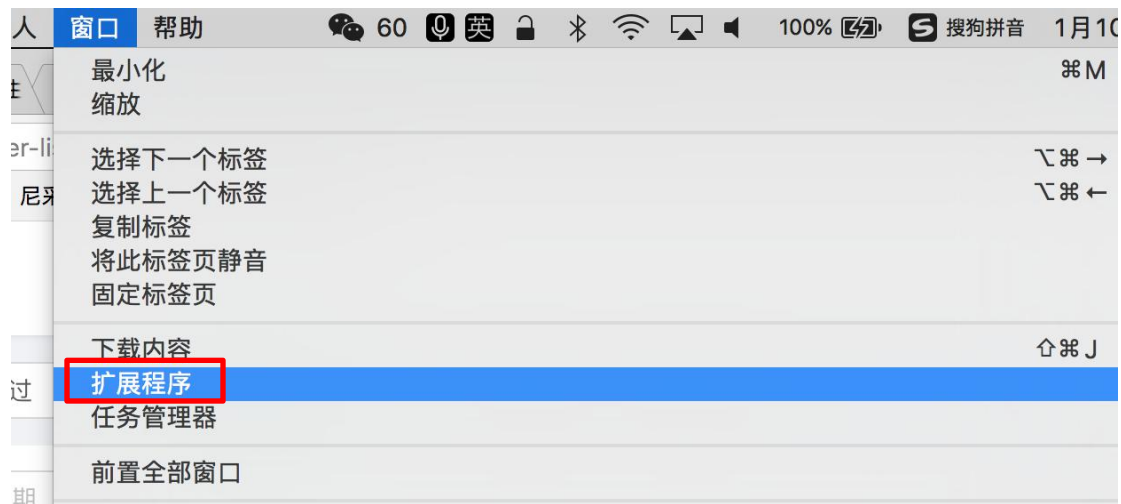 人 窗口 帮助 60 英 100% 搜狗拼音 1月10
最小化 ⌘M
缩放
er-li
选择下一个标签 ⌥⌘→
选择上一个标签 ⌥⌘←
复制标签
将此标签页静音
固定标签页
下载内容 ⇧⌘J
扩展程序
过
任务管理器
前置全部窗口
期